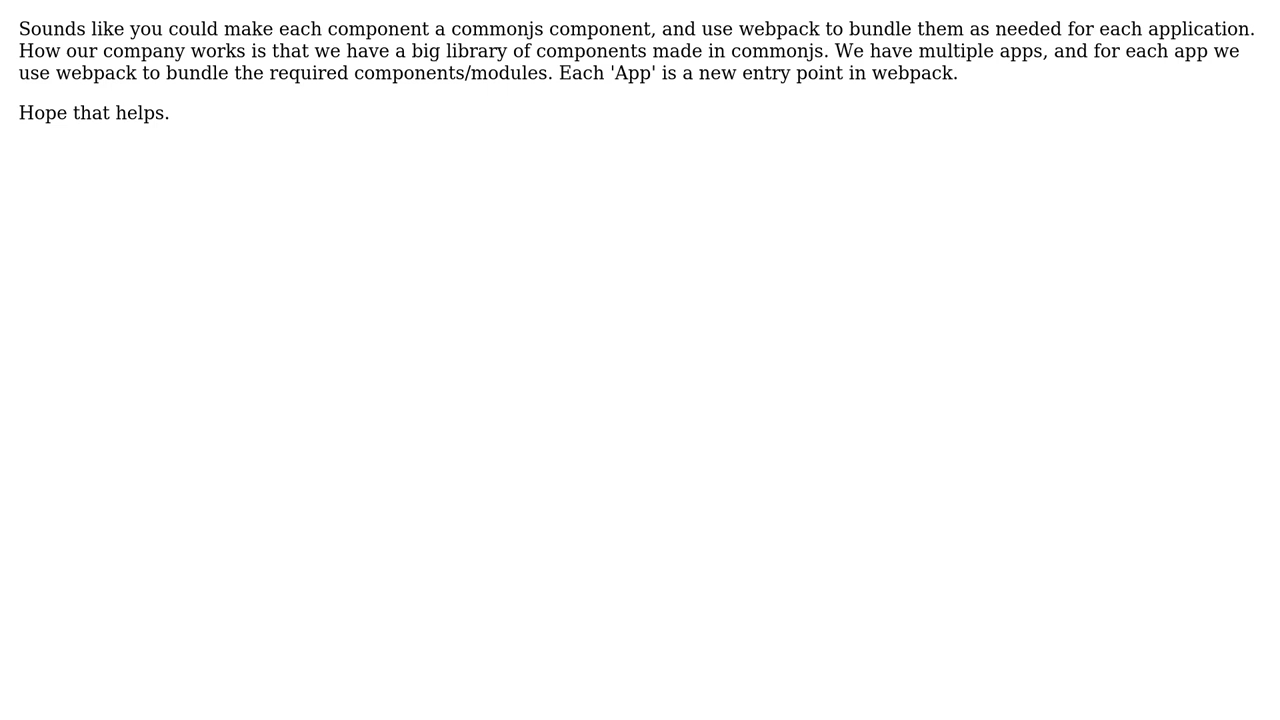 Sounds like you could make each component a commonjs component, and use webpack to bundle them as needed for each application.
How our company works is that we have a big library of components made in commonjs. We have multiple apps, and for each app we
use webpack to bundle the required components/modules. Each 'App' is a new entry point in webpack.
Hope that helps.